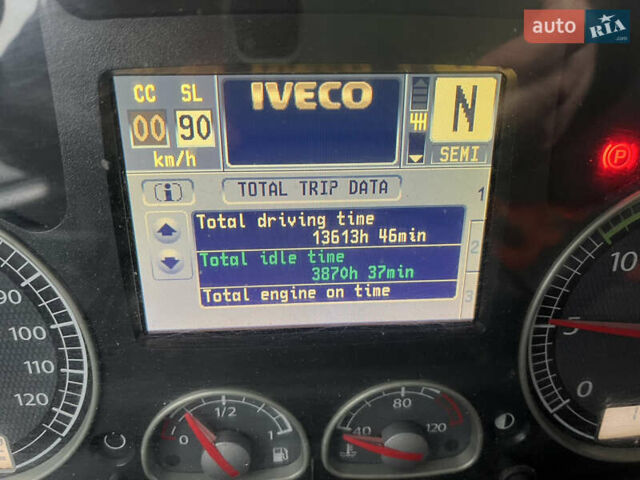 auto RIA.com
CC SL
IVECO
N
00 90
km/h
SEMI
P
i
TOTAL TRIP DATA
1
Total driving time
13613h 46min
2
Total idle time
3870h 37min
Total engine on time
3
90
100
120
120
10
5
0
0 1/2 1
40 80 120